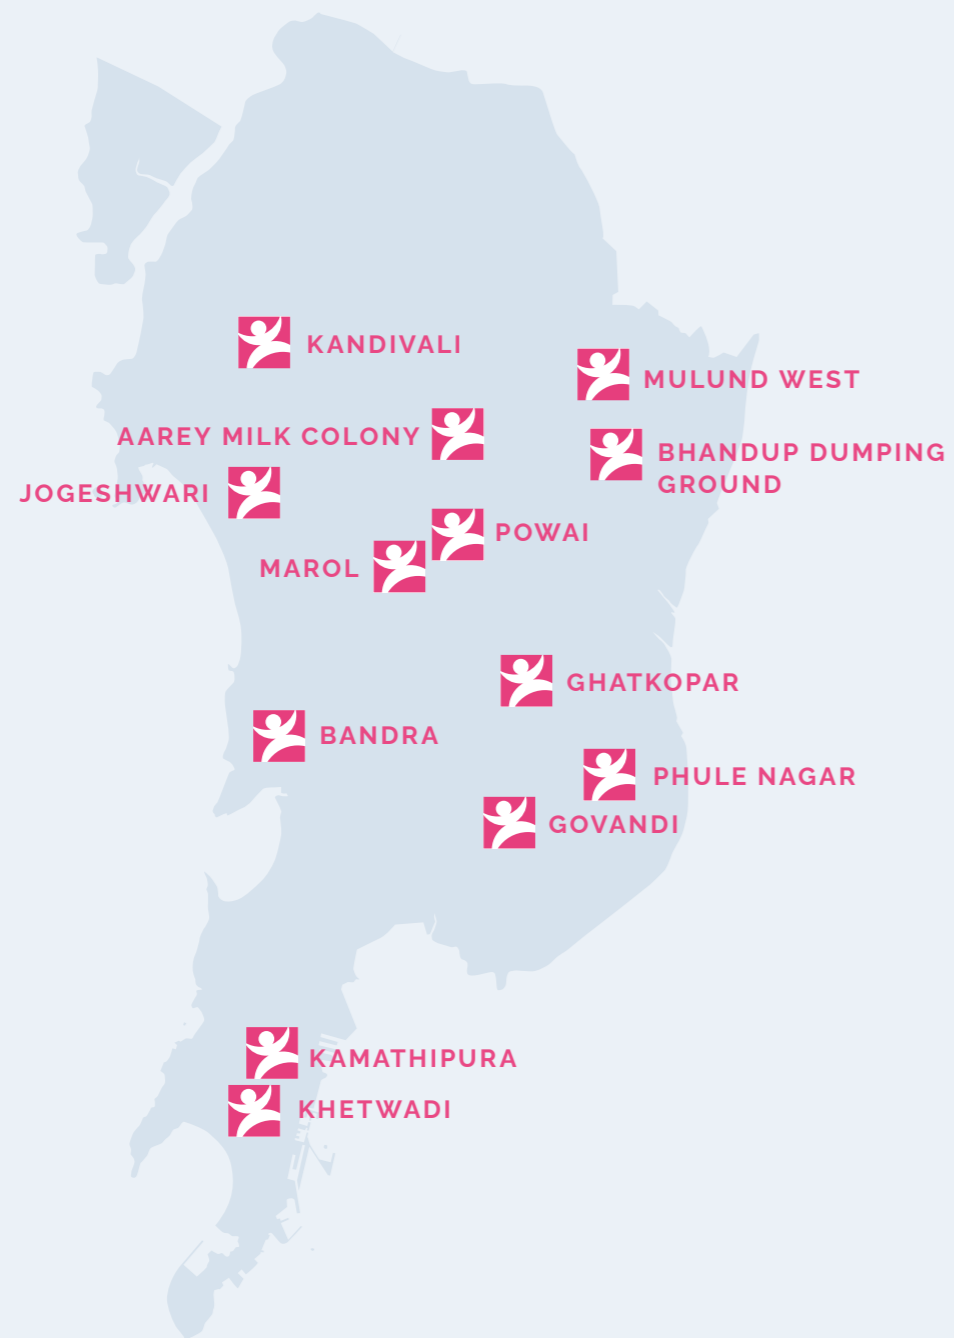 KANDIVALI
MULUND WEST
AAREY MILK COLONY
BHANDUP DUMPING
GROUND
JOGESHWARI
POWAI
MAROL
GHATKOPAR
BANDRA
PHULE NAGAR
GOVANDI
KAMATHIPURA
KHETWADI